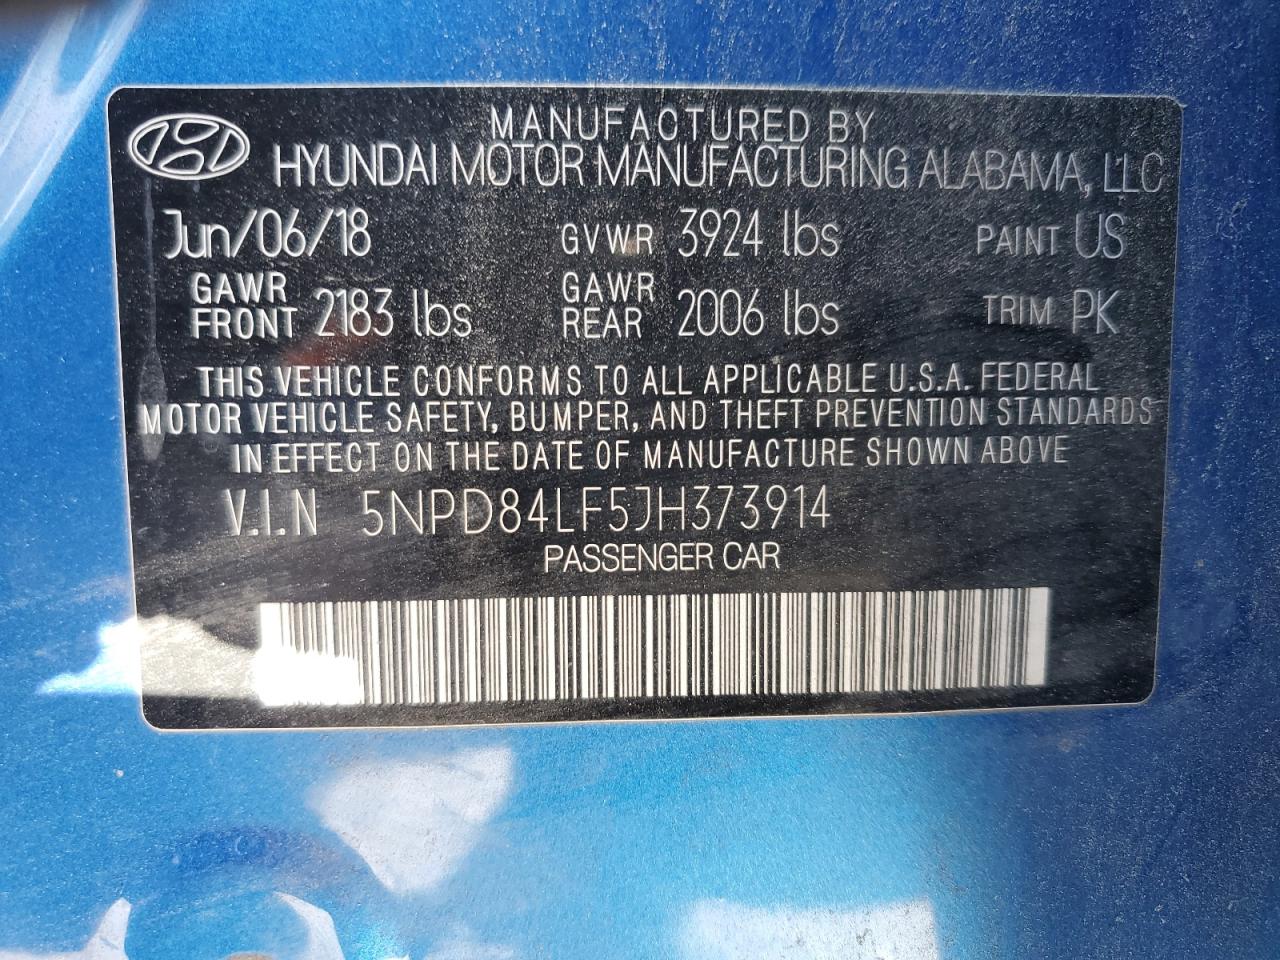 MANUFACTURED BY
HYUNDAI MOTOR MANUFACTURING ALABAMA, LLC
Jun/06/18 GVWR 3924 lbs PAINT US
GAWR FRONT 2183 lbs GAWR REAR 2006 lbs TRIM PK
THIS VEHICLE CONFORMS TO ALL APPLICABLE U.S.A. FEDERAL
MOTOR VEHICLE SAFETY, BUMPER, AND THEFT PREVENTION STANDARDS
IN EFFECT ON THE DATE OF MANUFACTURE SHOWN ABOVE
V.I.N 5NPD84LF5JH373914
PASSENGER CAR